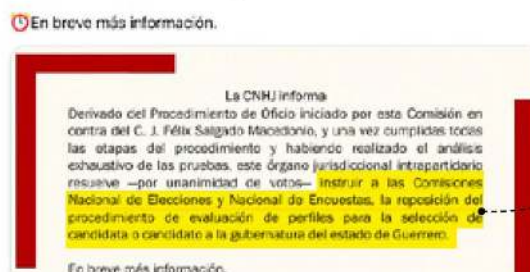 En breve más información.
La CNHJ informa
Derivado del Procedimiento de Oficio iniciado por esta Comisión en
contra del C. J. Félix Salgado Macedonio, y una vez cumplidas todas
las etapas del procedimiento y habiendo realizado el análisis
exhaustivo de las pruebas, este órgano jurisdiccional intrapartidario
resuelve —por unanimidad de votos— instruir a las Comisiones
Nacional de Elecciones y Nacional de Encuestas, la reposición del
procedimiento de evaluación de perfiles para la selección de
candidata o candidato a la gubernatura del estado de Guerrero.
En breve más información.